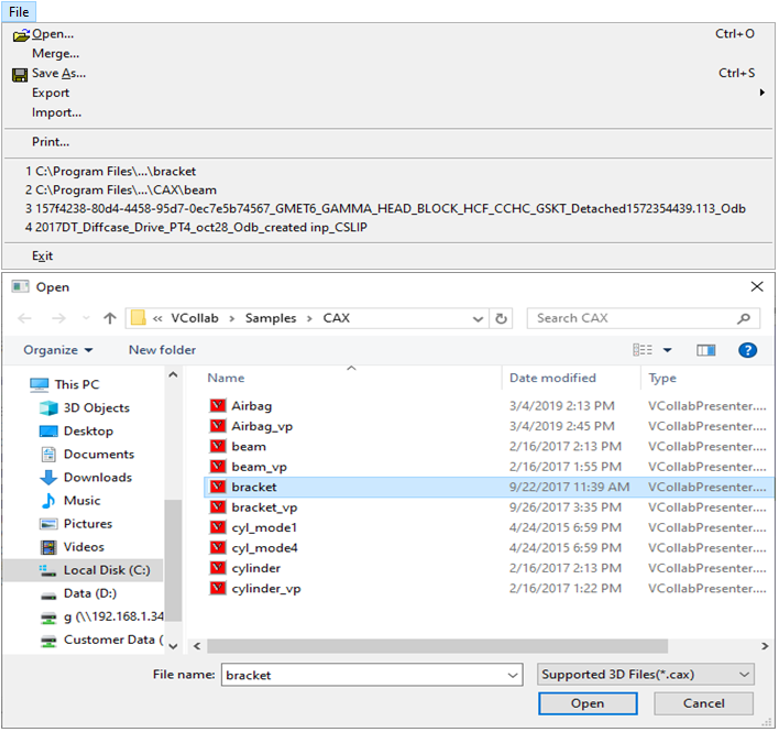 File
Open... Ctrl+O
Merge...
Save As... Ctrl+S
Export
Import...
Print...
1 C:\Program Files\...\bracket
2 C:\Program Files\...\CAX\beam
3 157f4238-80d4-4458-95d7-0ec7e5b74567_GMET6_GAMMA_HEAD_BLOCK_HCF_CCHC_GSKT_Detached1572354439.113_Odb
4 2017DT_Diffcase_Drive_PT4_oct28_Odb_created inp_CSLIP
Exit
Open
« VCollab › Samples › CAX Search CAX
Organize New folder
Name Date modified Type
This PC
3D Objects
Desktop
Documents
Downloads
Music
Pictures
Videos
Local Disk (C:)
Data (D:)
g (\\192.168.1.34
Customer Data (
Airbag 3/4/2019 2:13 PM VCollabPresenter....
Airbag_vp 3/4/2019 2:45 PM VCollabPresenter....
beam 2/16/2017 2:13 PM VCollabPresenter....
beam_vp 2/16/2017 1:55 PM VCollabPresenter....
bracket 9/22/2017 11:39 AM VCollabPresenter....
bracket_vp 9/26/2017 3:35 PM VCollabPresenter....
cyl_mode1 4/24/2015 6:59 PM VCollabPresenter....
cyl_mode4 4/24/2015 6:59 PM VCollabPresenter....
cylinder 2/16/2017 2:13 PM VCollabPresenter....
cylinder_vp 2/16/2017 1:22 PM VCollabPresenter....
File name: bracket Supported 3D Files(*.cax)
Open Cancel